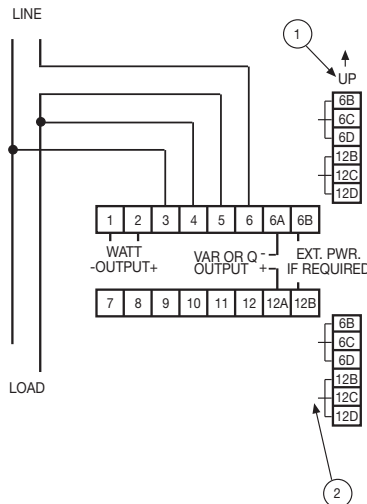 LINE
1
UP
6B
6C
6D
12B
12C
12D
1 2 3 4 5 6 6A 6B
WATT
-OUTPUT+
VAR OR Q -
OUTPUT +
EXT. PWR.
IF REQUIRED
7 8 9 10 11 12 12A 12B
6B
6C
6D
12B
12C
12D
LOAD
2